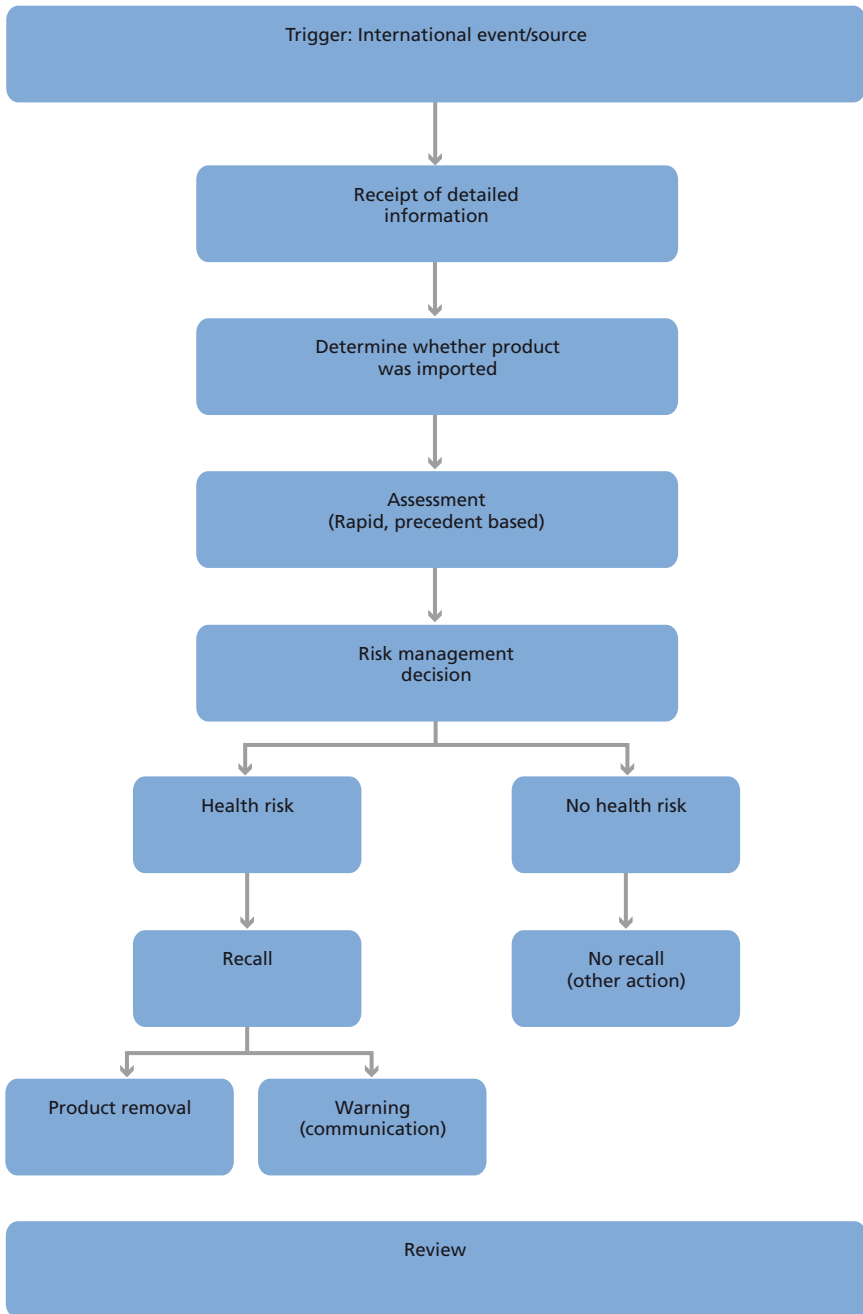 Trigger: International event/source
Receipt of detailed
information
Determine whether product
was imported
Assessment
(Rapid, precedent based)
Risk management
decision
Health risk
No health risk
Recall
No recall
(other action)
Product removal
Warning
(communication)
Review